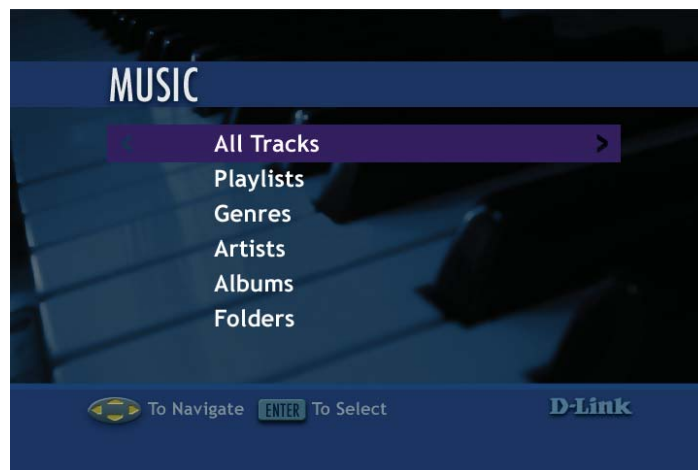 MUSIC
All Tracks
Playlists
Genres
Artists
Albums
Folders
To Navigate ENTER To Select
D-Link